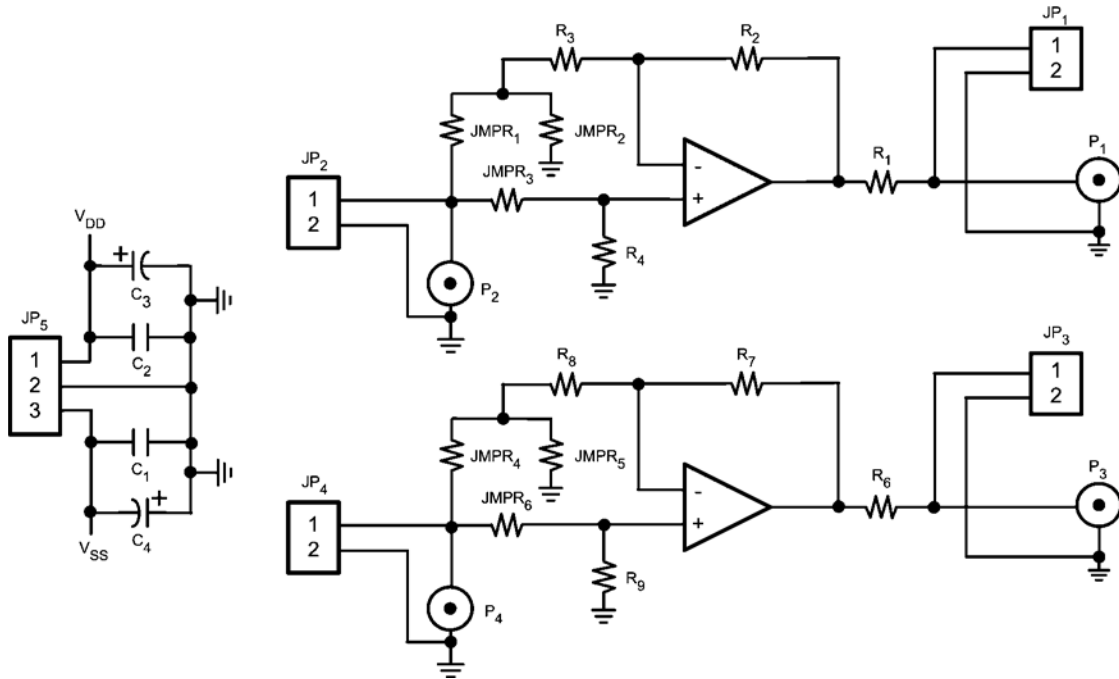 JP1
R3
R2
1
2
JMPR1
JMPR2
P1
JP2
JMPR3
R1
-
+
1
2
VDD
+
R4
C3
P2
JP5
1
2
3
C2
R8
R7
JP3
1
2
C1
JMPR4
JMPR5
P3
JP4
JMPR6
R6
-
+
+
1
2
C4
VSS
R9
P4